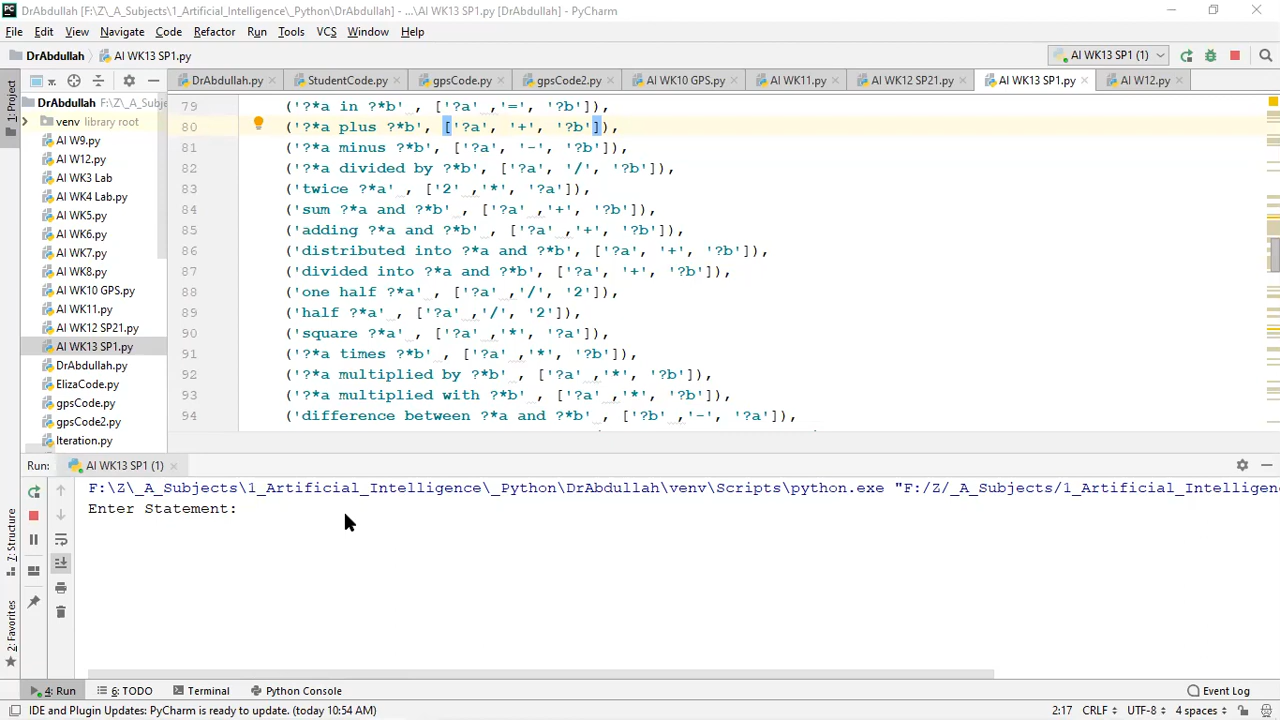 DrAbdullah [F:\Z\_A_Subjects\1_Artificial_Intelligence\_Python\DrAbdullah] - ...\AI WK13 SP1.py [DrAbdullah] - PyCharm
File Edit View Navigate Code Refactor Run Tools VCS Window Help
DrAbdullah AI WK13 SP1.py AI WK13 SP1 (1)
DrAbdullah.py StudentCode.py gpsCode.py gpsCode2.py AI WK10 GPS.py AI WK11.py AI WK12 SP21.py AI WK13 SP1.py AI W12.py
1: Project
DrAbdullah F:\Z\_A_Subje
venv library root
AI W9.py
AI W12.py
AI WK3 Lab
AI WK4 Lab.py
AI WK5.py
AI WK6.py
AI WK7.py
AI WK8.py
AI WK10 GPS.py
AI WK11.py
AI WK12 SP21.py
AI WK13 SP1.py
DrAbdullah.py
ElizaCode.py
gpsCode.py
gpsCode2.py
Iteration.py
79 ('?*a in ?*b' , ['?a' ,'=', '?b']),
80 ('?*a plus ?*b', ['?a', '+', '?b']),
81 ('?*a minus ?*b', ['?a', '-', '?b']),
82 ('?*a divided by ?*b', ['?a', '/', '?b']),
83 ('twice ?*a' , ['2' ,'*', '?a']),
84 ('sum ?*a and ?*b' , ['?a' ,'+', '?b']),
85 ('adding ?*a and ?*b', ['?a' ,'+', '?b']),
86 ('distributed into ?*a and ?*b', ['?a', '+', '?b']),
87 ('divided into ?*a and ?*b', ['?a', '+', '?b']),
88 ('one half ?*a' , ['?a' ,'/', '2']),
89 ('half ?*a' , ['?a' ,'/', '2']),
90 ('square ?*a' , ['?a' ,'*', '?a']),
91 ('?*a times ?*b' , ['?a' ,'*', '?b']),
92 ('?*a multiplied by ?*b' , ['?a' ,'*', '?b']),
93 ('?*a multiplied with ?*b' , ['?a' ,'*', '?b']),
94 ('difference between ?*a and ?*b' , ['?b' ,'-', '?a']),
Run: AI WK13 SP1 (1)
F:\Z\_A_Subjects\1_Artificial_Intelligence\_Python\DrAbdullah\venv\Scripts\python.exe "F:/Z/_A_Subjects/1_Artificial_Intelligenc
Enter Statement:
Z: Structure
2: Favorites
4: Run 6: TODO Terminal Python Console Event Log
IDE and Plugin Updates: PyCharm is ready to update. (today 10:54 AM) 2:17 CRLF UTF-8 4 spaces